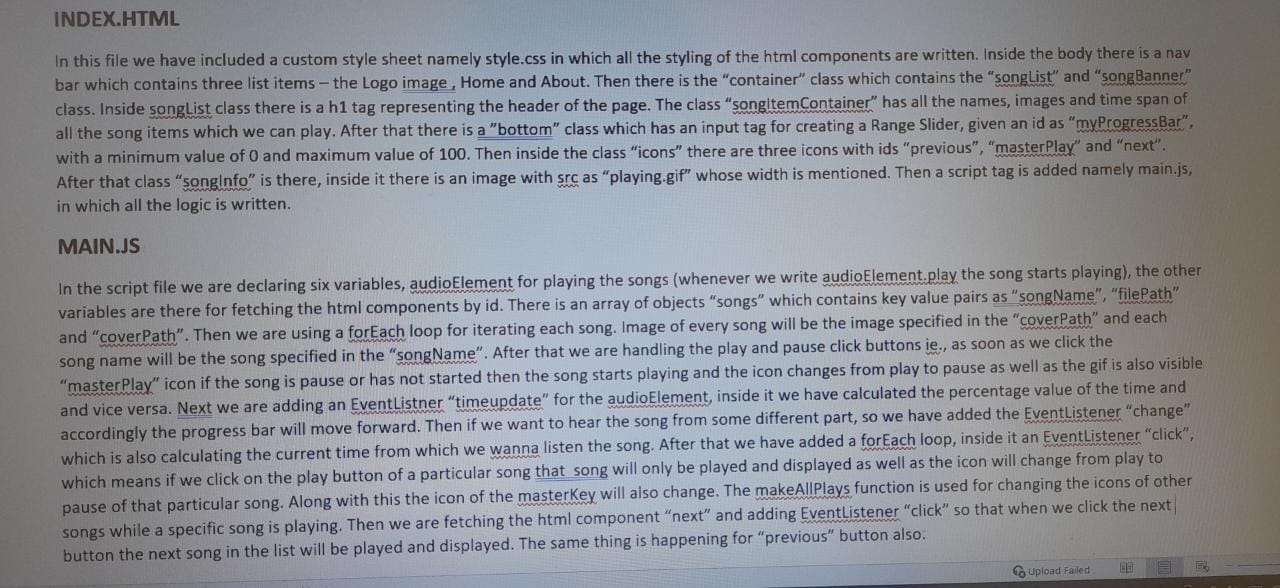 INDEX.HTML
In this file we have included a custom style sheet namely style.css in which all the styling of the html components are written. Inside the body there is a nav
bar which contains three list items – the Logo image , Home and About. Then there is the “container” class which contains the “songList” and “songBanner”
class. Inside songList class there is a h1 tag representing the header of the page. The class “songItemContainer” has all the names, images and time span of
all the song items which we can play. After that there is a ”bottom” class which has an input tag for creating a Range Slider, given an id as “myProgressBar”,
with a minimum value of 0 and maximum value of 100. Then inside the class “icons” there are three icons with ids “previous”, “masterPlay” and “next”.
After that class “songInfo” is there, inside it there is an image with src as “playing.gif” whose width is mentioned. Then a script tag is added namely main.js,
in which all the logic is written.
MAIN.JS
In the script file we are declaring six variables, audioElement for playing the songs (whenever we write audioElement.play the song starts playing), the other
variables are there for fetching the html components by id. There is an array of objects “songs” which contains key value pairs as “songName”, “filePath”
and “coverPath”. Then we are using a forEach loop for iterating each song. Image of every song will be the image specified in the “coverPath” and each
song name will be the song specified in the “songName”. After that we are handling the play and pause click buttons ie., as soon as we click the
“masterPlay” icon if the song is pause or has not started then the song starts playing and the icon changes from play to pause as well as the gif is also visible
and vice versa. Next we are adding an EventListner “timeupdate” for the audioElement, inside it we have calculated the percentage value of the time and
accordingly the progress bar will move forward. Then if we want to hear the song from some different part, so we have added the EventListener “change”
which is also calculating the current time from which we wanna listen the song. After that we have added a forEach loop, inside it an EventListener “click”,
which means if we click on the play button of a particular song that song will only be played and displayed as well as the icon will change from play to
pause of that particular song. Along with this the icon of the masterKey will also change. The makeAllPlays function is used for changing the icons of other
songs while a specific song is playing. Then we are fetching the html component “next” and adding EventListener “click” so that when we click the next
button the next song in the list will be played and displayed. The same thing is happening for “previous” button also.
Upload Failed